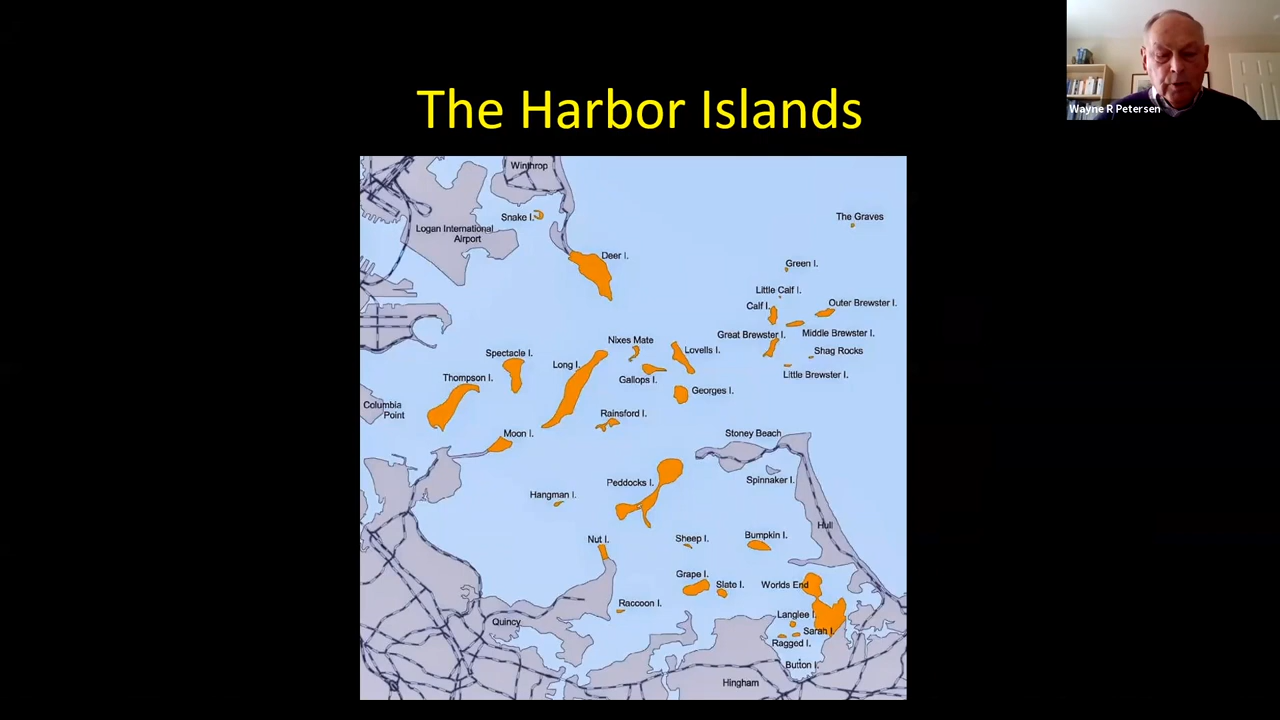 The Harbor Islands
Wayne R Petersen
Winthrop
Snake I.
The Graves
Logan International
Airport
Deer I.
Green I.
Little Calf I.
Calf I.
Outer Brewster I.
Great Brewster I.
Middle Brewster I.
Nixes Mate
Lovells I.
Shag Rocks
Spectacle I.
Long I.
Little Brewster I.
Thompson I.
Gallops I.
Georges I.
Columbia
Point
Rainsford I.
Moon I.
Stoney Beach
Peddocks I.
Spinnaker I.
Hangman I.
Hull
Nut I.
Sheep I.
Bumpkin I.
Grape I.
Slato I.
Worlds End
Raccoon I.
Langlee I.
Quincy
Sarah I.
Ragged I.
Button I.
Hingham